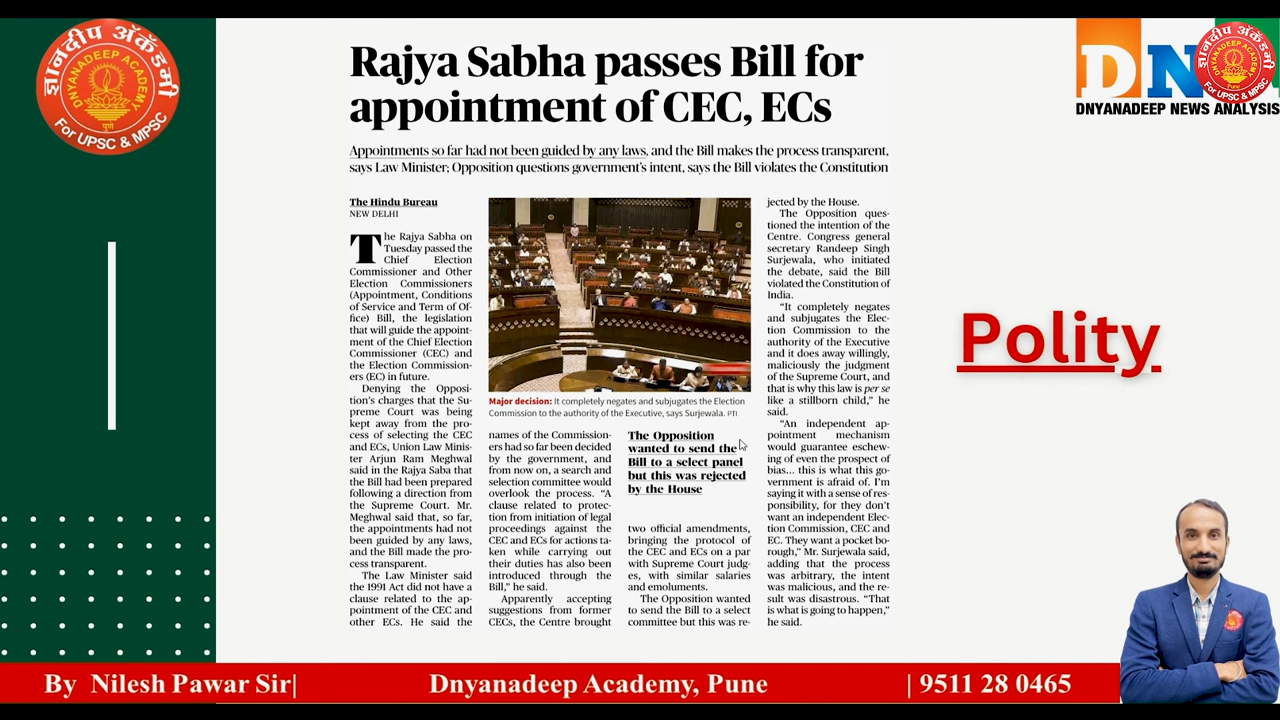 ज्ञानदीप अ‍ॅकॅडमी
DNYANADEEP ACADEMY
पुणे
For UPSC & MPSC
Rajya Sabha passes Bill for
appointment of CEC, ECs
Appointments so far had not been guided by any laws, and the Bill makes the process transparent,
says Law Minister; Opposition questions government's intent, says the Bill violates the Constitution
The Hindu Bureau
NEW DELHI
The Rajya Sabha on
Tuesday passed the
Chief Election
Commissioner and Other
Election Commissioners
(Appointment, Conditions
of Service and Term of Of-
fice) Bill, the legislation
that will guide the appoint-
ment of the Chief Election
Commissioner (CEC) and
the Election Commission-
ers (EC) in future.
Denying the Opposi-
tion's charges that the Su-
preme Court was being
kept away from the pro-
cess of selecting the CEC
and ECs, Union Law Minis-
ter Arjun Ram Meghwal
said in the Rajya Saba that
the Bill had been prepared
following a direction from
the Supreme Court. Mr.
Meghwal said that, so far,
the appointments had not
been guided by any laws,
and the Bill made the pro-
cess transparent.
The Law Minister said
the 1991 Act did not have a
clause related to the ap-
pointment of the CEC and
other ECs. He said the
Major decision: It completely negates and subjugates the Election
Commission to the authority of the Executive, says Surjewala. PTI
names of the Commission-
ers had so far been decided
by the government, and
from now on, a search and
selection committee would
overlook the process. “A
clause related to protec-
tion from initiation of legal
proceedings against the
CEC and ECs for actions ta-
ken while carrying out
their duties has also been
introduced through the
Bill,” he said.
Apparently accepting
suggestions from former
CECs, the Centre brought
The Opposition
wanted to send the
Bill to a select panel
but this was rejected
by the House
two official amendments,
bringing the protocol of
the CEC and ECs on a par
with Supreme Court judg-
es, with similar salaries
and emoluments.
The Opposition wanted
to send the Bill to a select
committee but this was re-
jected by the House.
The Opposition ques-
tioned the intention of the
Centre. Congress general
secretary Randeep Singh
Surjewala, who initiated
the debate, said the Bill
violated the Constitution of
India.
“It completely negates
and subjugates the Elec-
tion Commission to the
authority of the Executive
and it does away willingly,
maliciously the judgment
of the Supreme Court, and
that is why this law is per se
like a stillborn child,” he
said.
“An independent ap-
pointment mechanism
would guarantee eschew-
ing of even the prospect of
bias... this is what this go-
vernment is afraid of. I'm
saying it with a sense of res-
ponsibility, for they don't
want an independent Elec-
tion Commission, CEC and
EC. They want a pocket bo-
rough,” Mr. Surjewala said,
adding that the process
was arbitrary, the intent
was malicious, and the re-
sult was disastrous. “That
is what is going to happen,”
he said.
DN
DNYANADEEP NEWS ANALYSIS
ज्ञानदीप अ‍ॅकॅडमी
DNYANADEEP ACADEMY
For UPSC & MPSC
Polity
By Nilesh Pawar Sir|
Dnyanadeep Academy, Pune
| 9511 28 0465